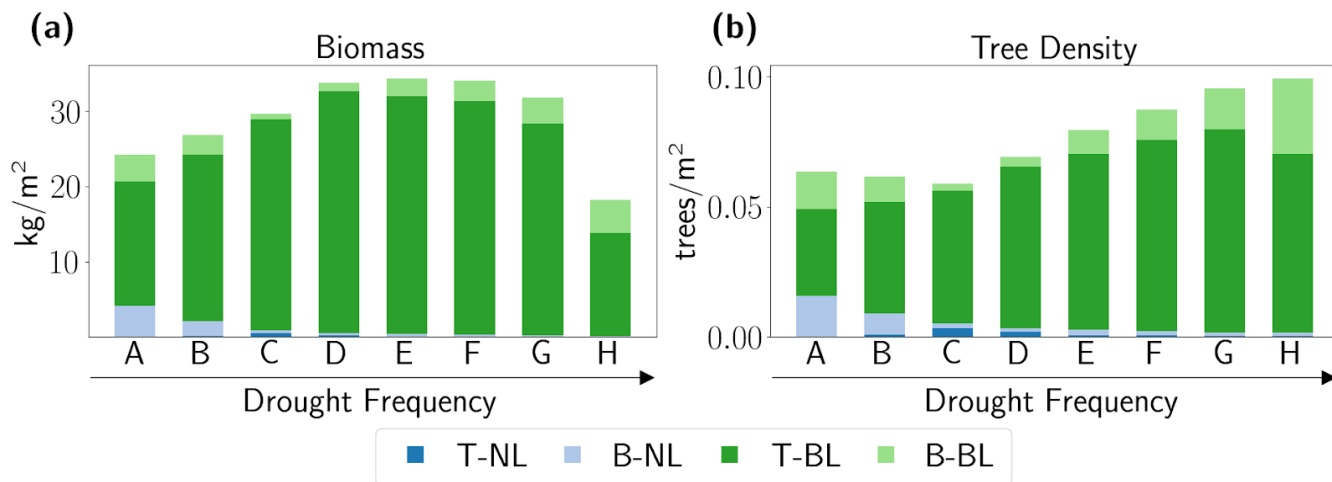 (a)
Biomass
kg/m²
30
20
10
A B C D E F G H
Drought Frequency
(b)
Tree Density
trees/m²
0.10
0.05
0.00
A B C D E F G H
Drought Frequency
T-NL B-NL T-BL B-BL